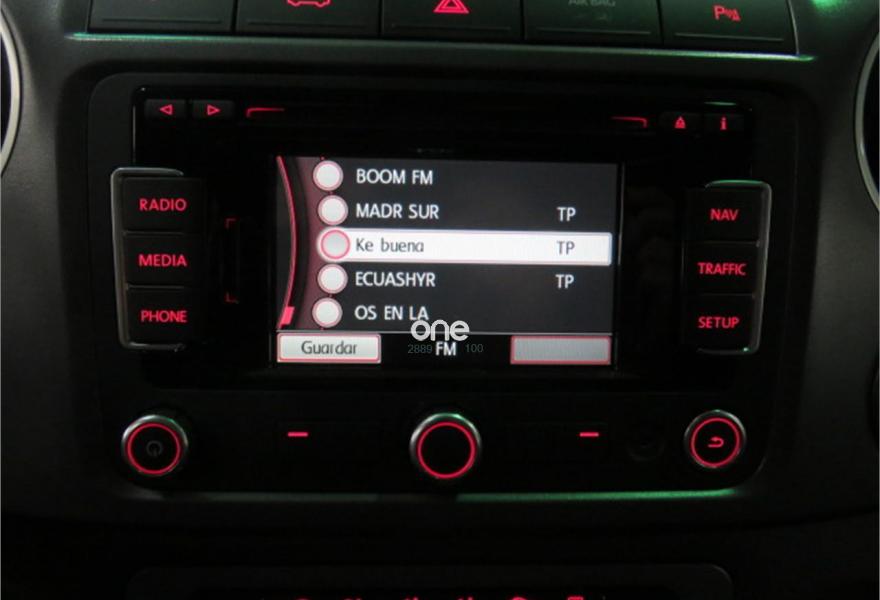 AIR BAG
P
RADIO
MEDIA
PHONE
BOOM FM
MADR SUR TP
Ke buena TP
ECUASHYR TP
OS EN LA
one
Guardar 2889 FM 100
NAV
TRAFFIC
SETUP
i